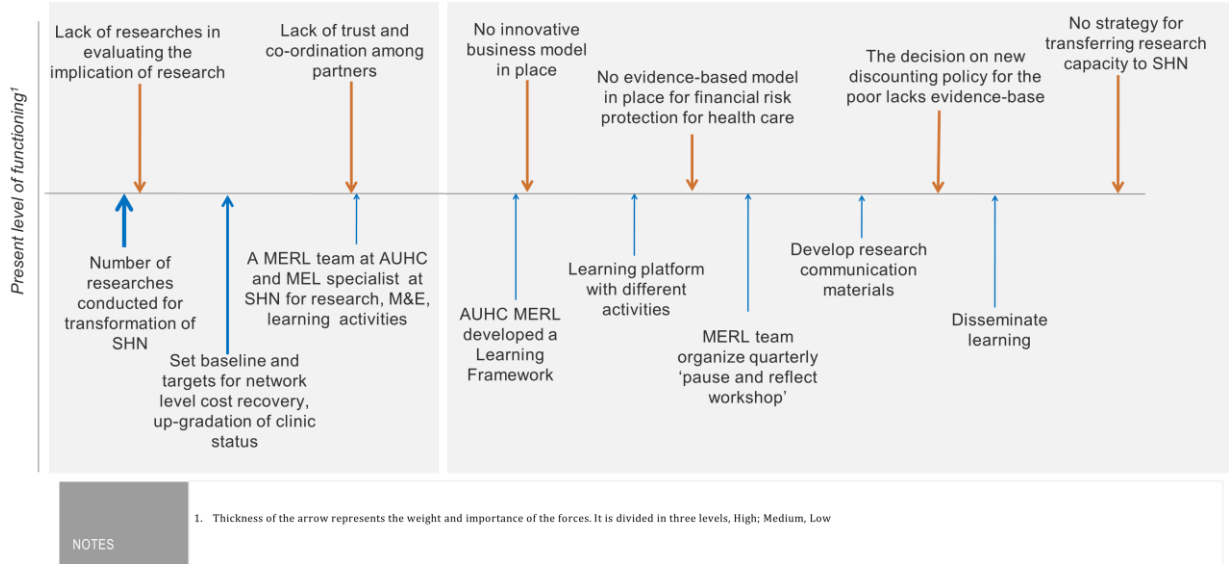 Present level of functioning¹
Lack of researches in
evaluating the
implication of research
Lack of trust and
co-ordination among
partners
No innovative
business model
in place
No evidence-based model
in place for financial risk
protection for health care
The decision on new
discounting policy for the
poor lacks evidence-base
No strategy for
transferring research
capacity to SHN
Number of
researches
conducted for
transformation of
SHN
Set baseline and
targets for network
level cost recovery,
up-gradation of clinic
status
A MERL team at AUHC
and MEL specialist at
SHN for research, M&E,
learning activities
AUHC MERL
developed a
Learning
Framework
Learning platform
with different
activities
MERL team
organize quarterly
‘pause and reflect
workshop’
Develop research
communication
materials
Disseminate
learning
NOTES
1. Thickness of the arrow represents the weight and importance of the forces. It is divided in three levels, High; Medium, Low